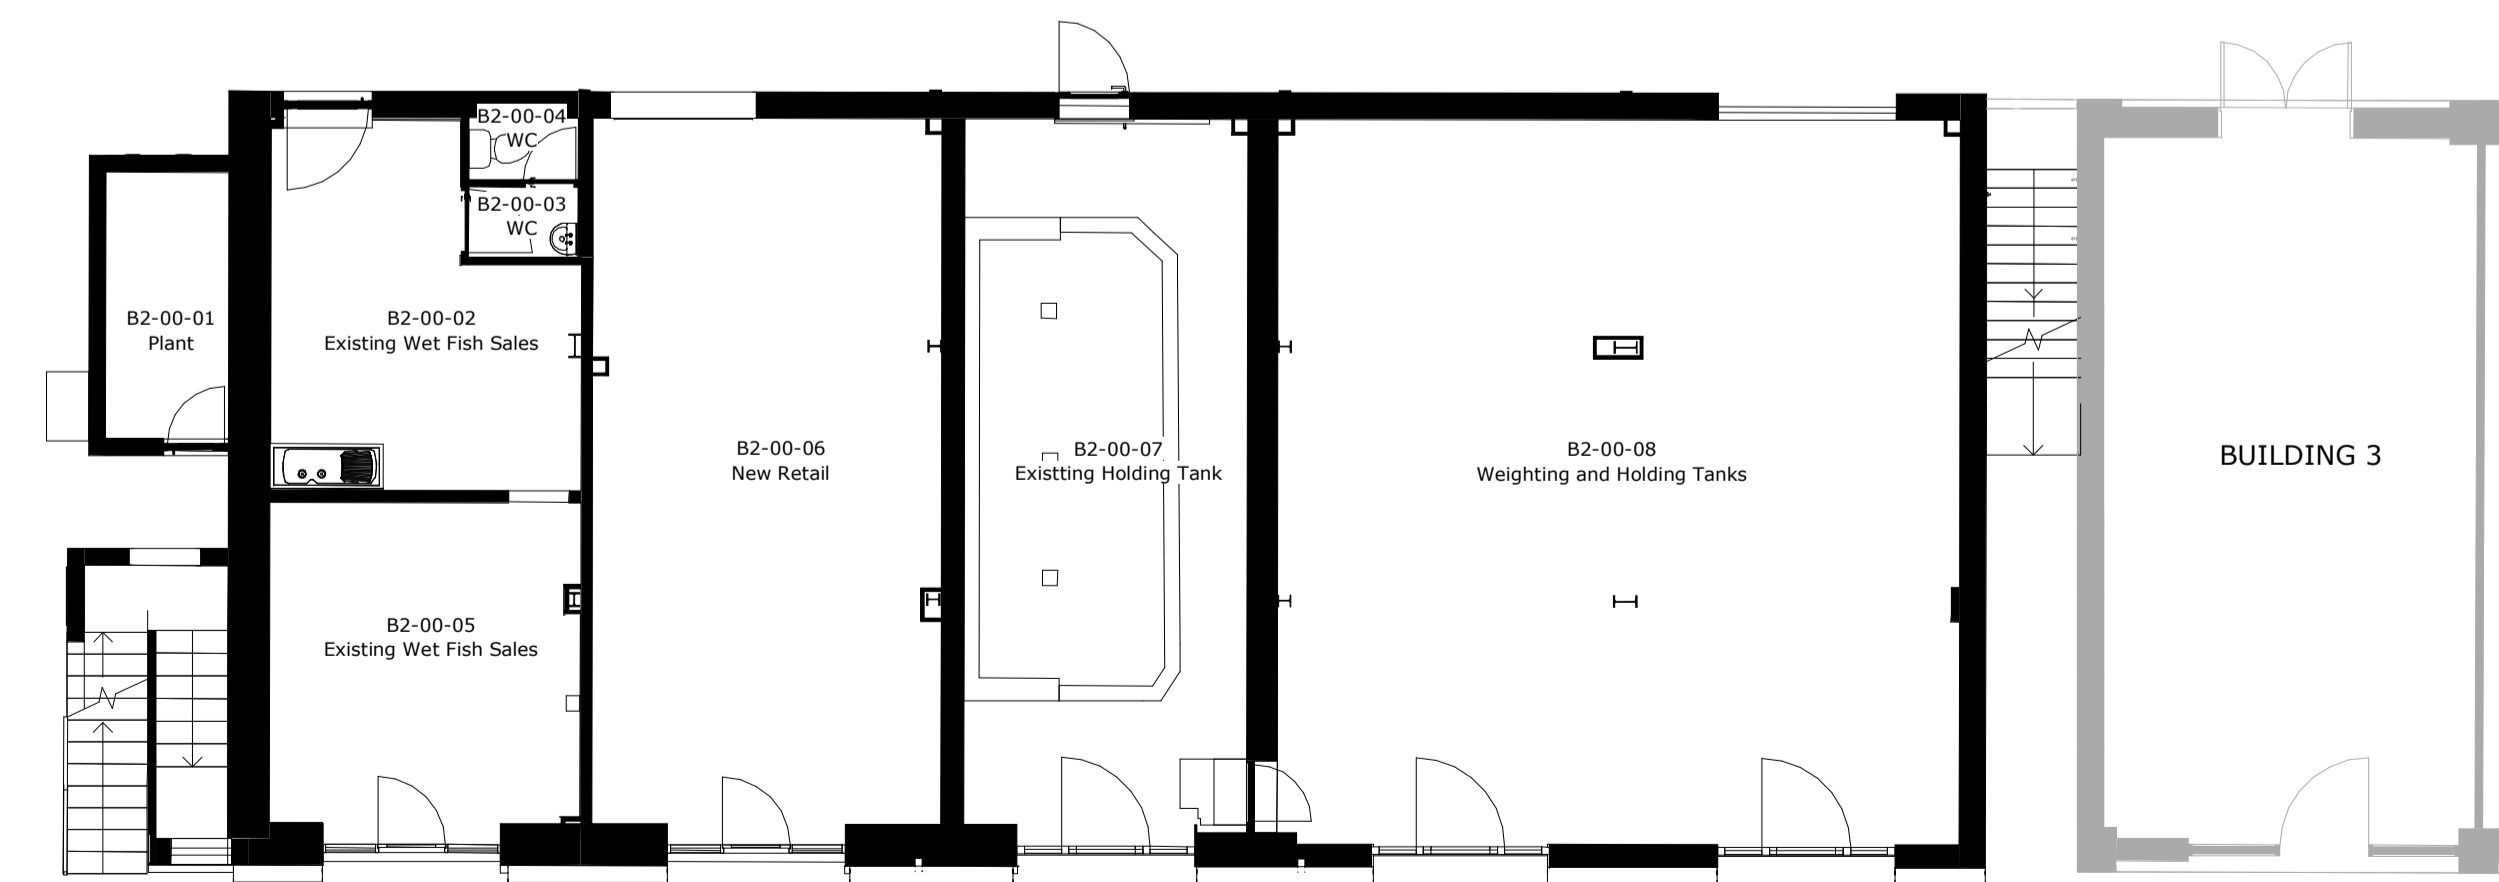 B2-00-04
WC
B2-00-03
WC
B2-00-01
Plant
B2-00-02
Existing Wet Fish Sales
B2-00-06
New Retail
B2-00-07
Existting Holding Tank
B2-00-08
Weighting and Holding Tanks
BUILDING 3
B2-00-05
Existing Wet Fish Sales